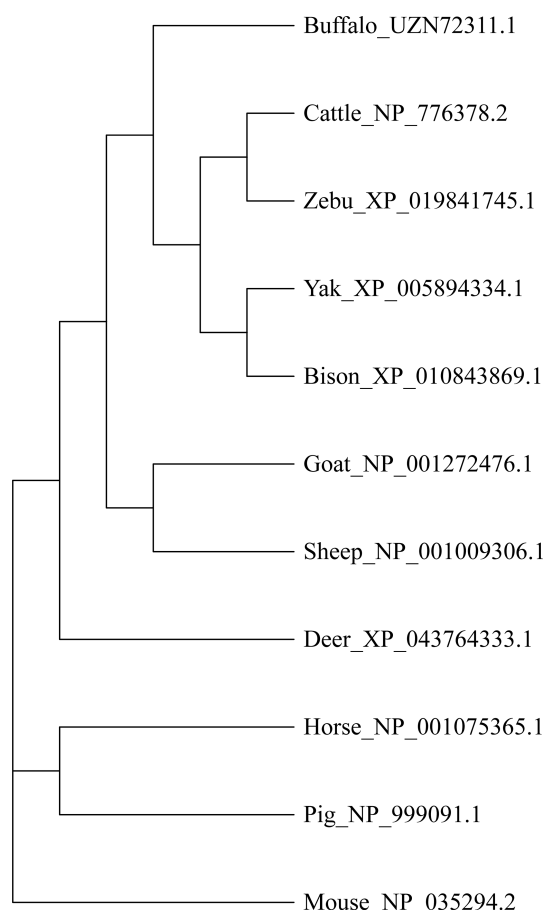 Buffalo_UZN72311.1
Cattle_NP_776378.2
Zebu_XP_019841745.1
Yak_XP_005894334.1
Bison_XP_010843869.1
Goat_NP_001272476.1
Sheep_NP_001009306.1
Deer_XP_043764333.1
Horse_NP_001075365.1
Pig_NP_999091.1
Mouse_NP_035294.2